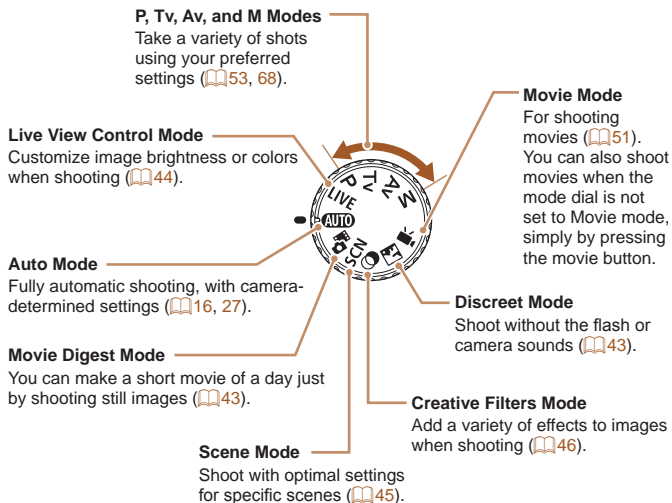 P, Tv, Av, and M Modes
Take a variety of shots
using your preferred
settings (53, 68).
Movie Mode
For shooting
movies (51).
You can also shoot
movies when the
mode dial is not
set to Movie mode,
simply by pressing
the movie button.
Live View Control Mode
Customize image brightness or colors
when shooting (44).
P
Tv
Av
M
LIVE
AUTO
SCN
Auto Mode
Fully automatic shooting, with camera-
determined settings (16, 27).
Discreet Mode
Shoot without the flash or
camera sounds (43).
Movie Digest Mode
You can make a short movie of a day just
by shooting still images (43).
Creative Filters Mode
Add a variety of effects to images
when shooting (46).
Scene Mode
Shoot with optimal settings
for specific scenes (45).